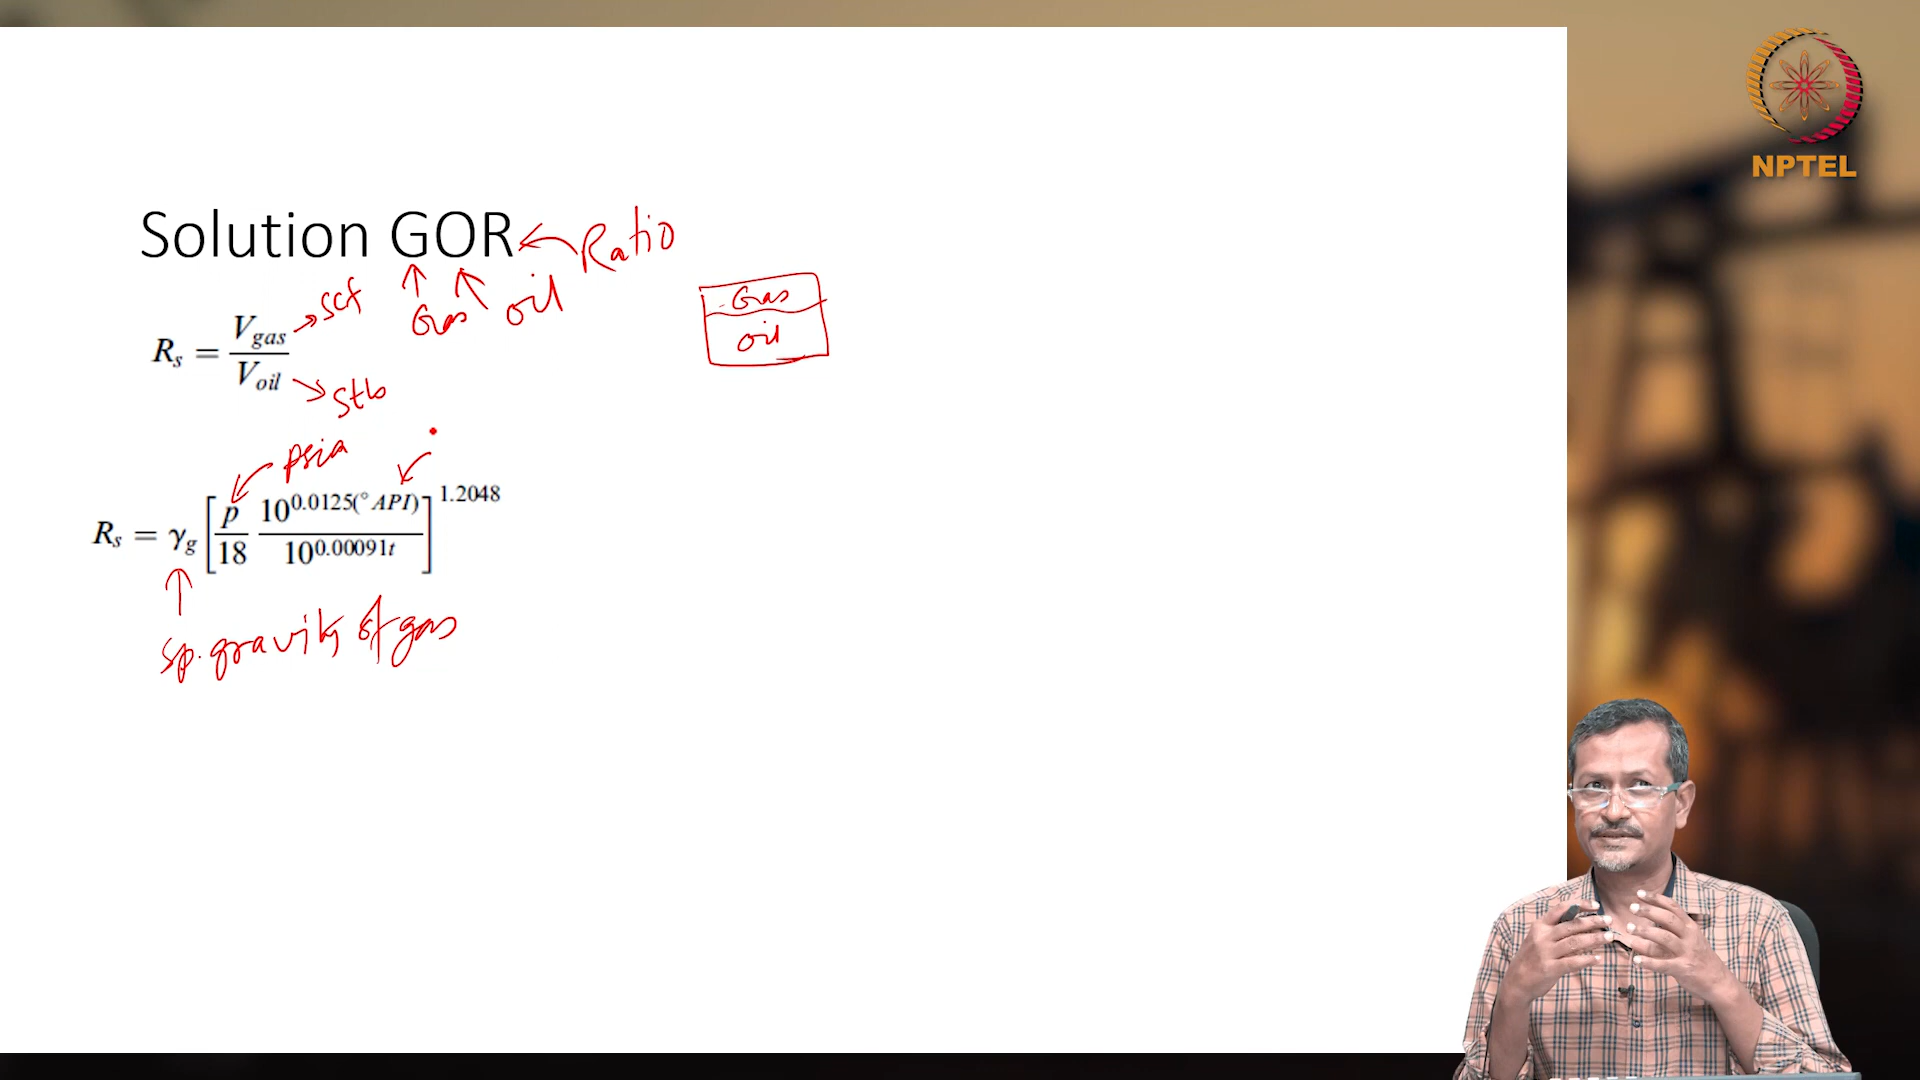 NPTEL
Solution GOR
Ratio
Gas
oil
R_s = V_gas / V_oil
scf
stb
Gas
oil
psia
R_s = γ_g [ p/18 10^{0.0125(°API)} / 10^{0.00091t} ]^{1.2048}
Sp. gravity of gas